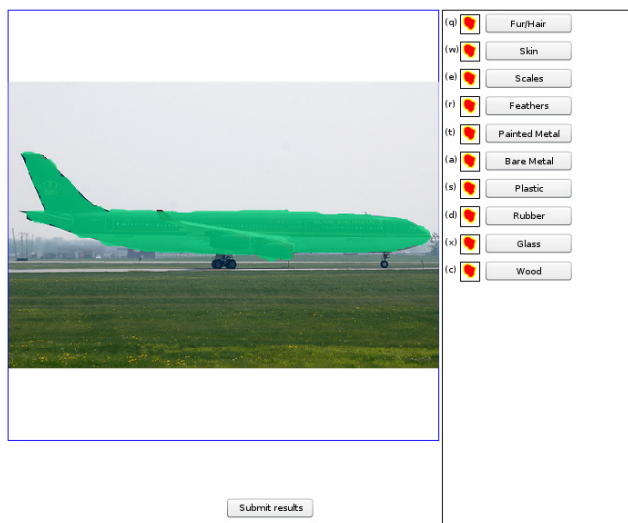 (q) Fur/Hair
(w) Skin
(e) Scales
(r) Feathers
(t) Painted Metal
(a) Bare Metal
(s) Plastic
(d) Rubber
(x) Glass
(c) Wood
Submit results